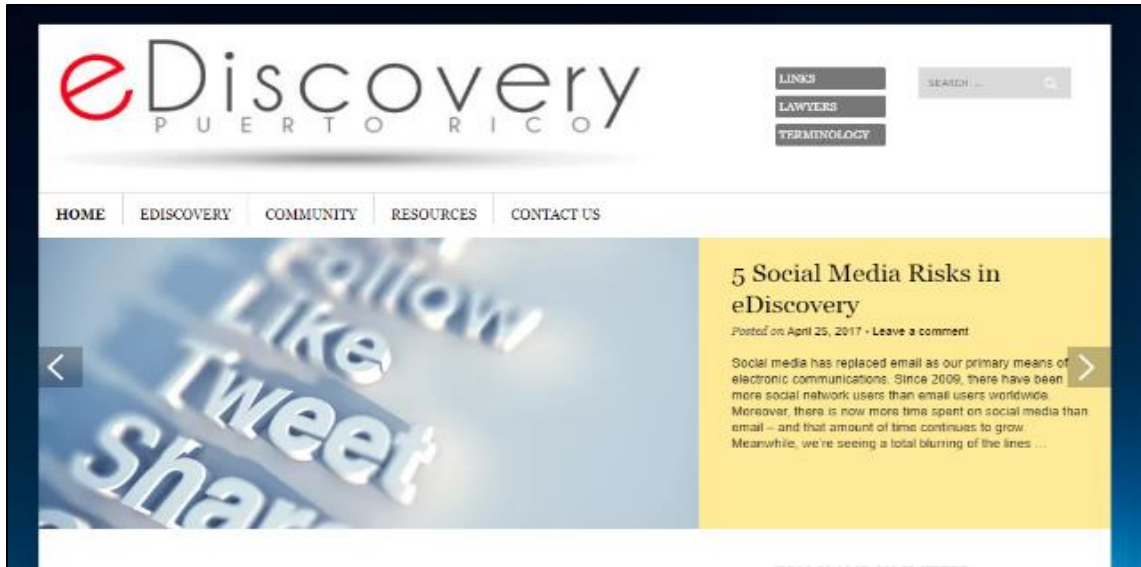 eDiscovery
PUERTO RICO
LINKS
LAWYERS
TERMINOLOGY
SEARCH ...
HOME
EDISCOVERY
COMMUNITY
RESOURCES
CONTACT US
Follow
Like
Tweet
Share
5 Social Media Risks in
eDiscovery
Posted on April 25, 2017 - Leave a comment
Social media has replaced email as our primary means of
electronic communications. Since 2009, there have been
more social network users than email users worldwide.
Moreover, there is now more time spent on social media than
email – and that amount of time continues to grow.
Meanwhile, we're seeing a total blurring of the lines ...